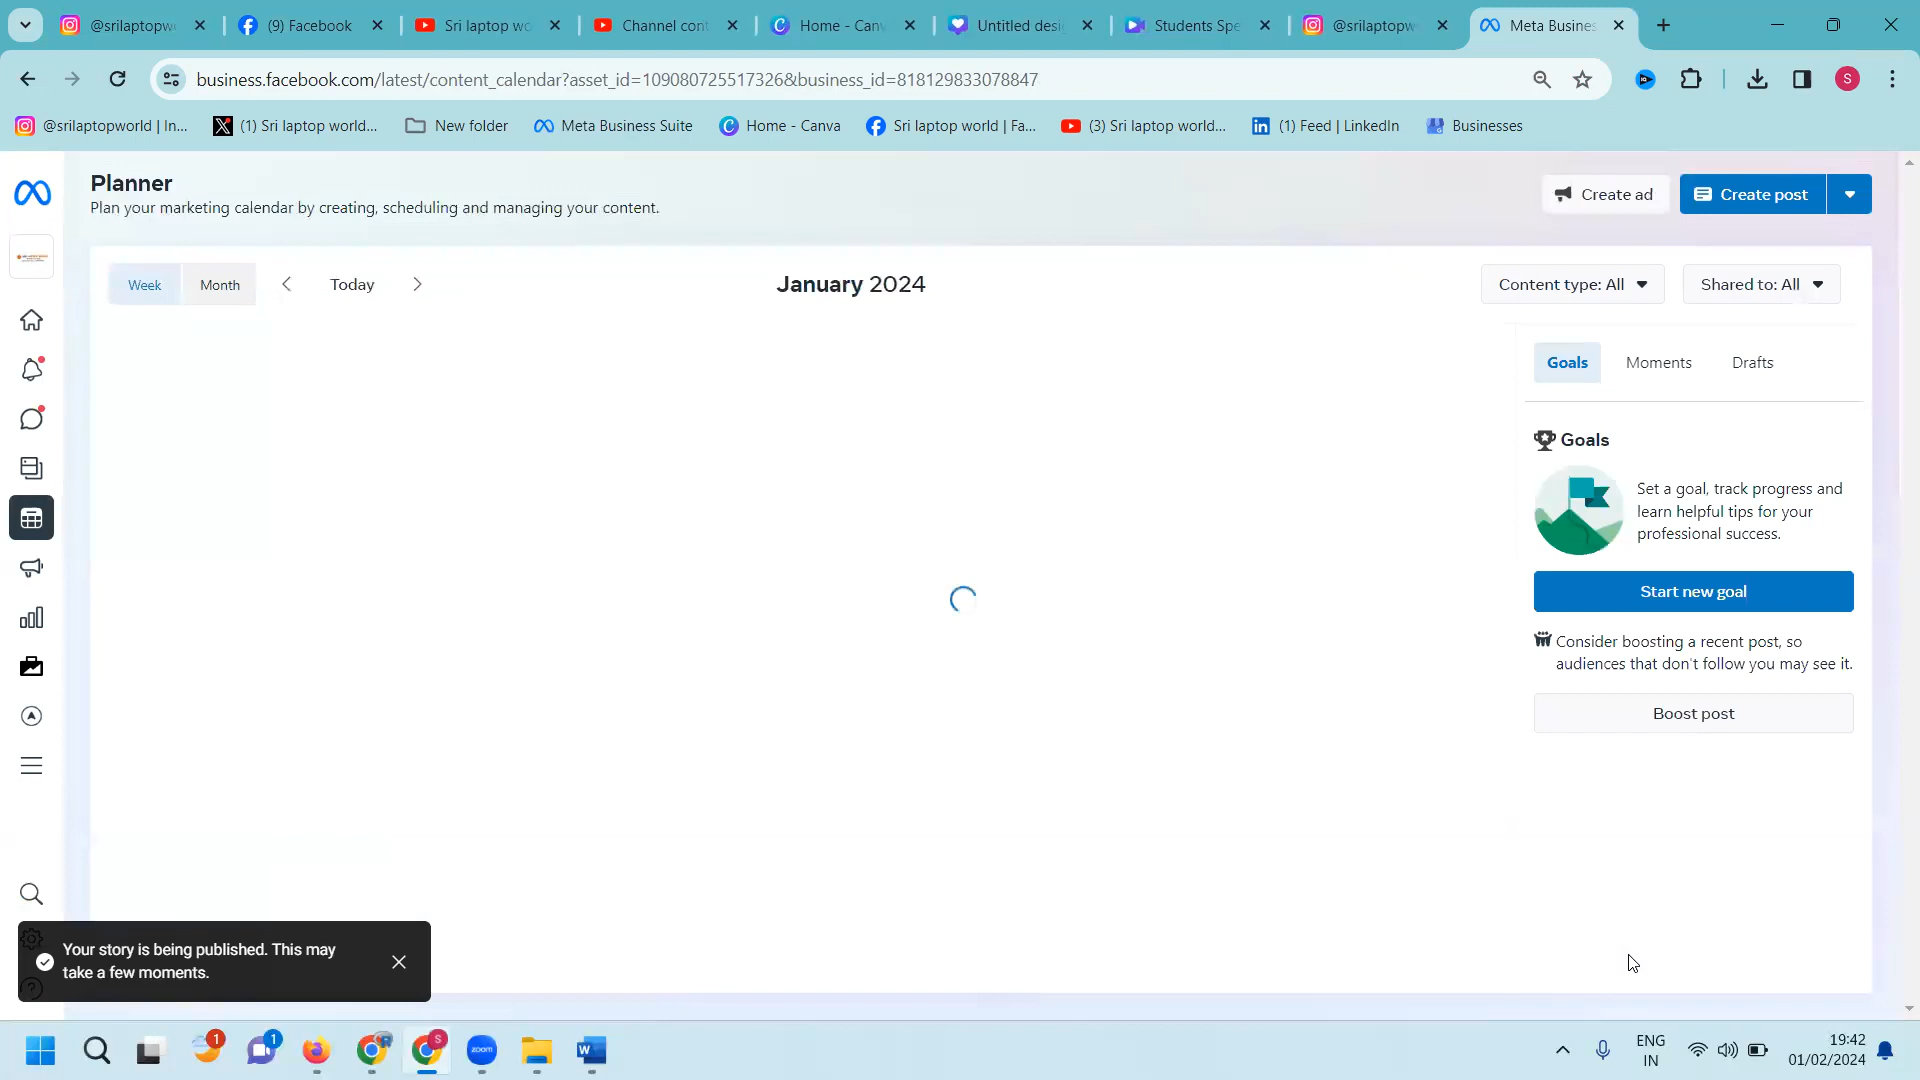 @srilaptopw
(9) Facebook
Sri laptop wo
Channel cont
Home - Canv
Untitled desi
Students Spe
@srilaptopw
Meta Busines
business.facebook.com/latest/content_calendar?asset_id=109080725517326&business_id=818129833078847
S
@srilaptopworld | In...
(1) Sri laptop world...
New folder
Meta Business Suite
Home - Canva
Sri laptop world | Fa...
(3) Sri laptop world...
(1) Feed | LinkedIn
Businesses
Planner
Plan your marketing calendar by creating, scheduling and managing your content.
Create ad
Create post
Week
Month
Today
January 2024
Content type: All
Shared to: All
Goals
Moments
Drafts
Goals
Set a goal, track progress and
learn helpful tips for your
professional success.
Start new goal
Consider boosting a recent post, so
audiences that don't follow you may see it.
Boost post
Your story is being published. This may
take a few moments.
1
1
S
zoom
W
ENG
IN
19:42
01/02/2024